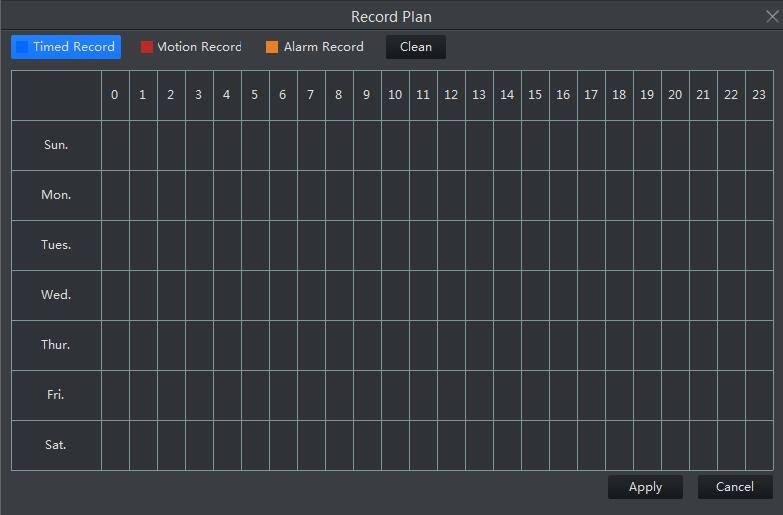 Record Plan
Timed Record Motion Record Alarm Record Clean
0 1 2 3 4 5 6 7 8 9 10 11 12 13 14 15 16 17 18 19 20 21 22 23
Sun.
Mon.
Tues.
Wed.
Thur.
Fri.
Sat.
Apply Cancel